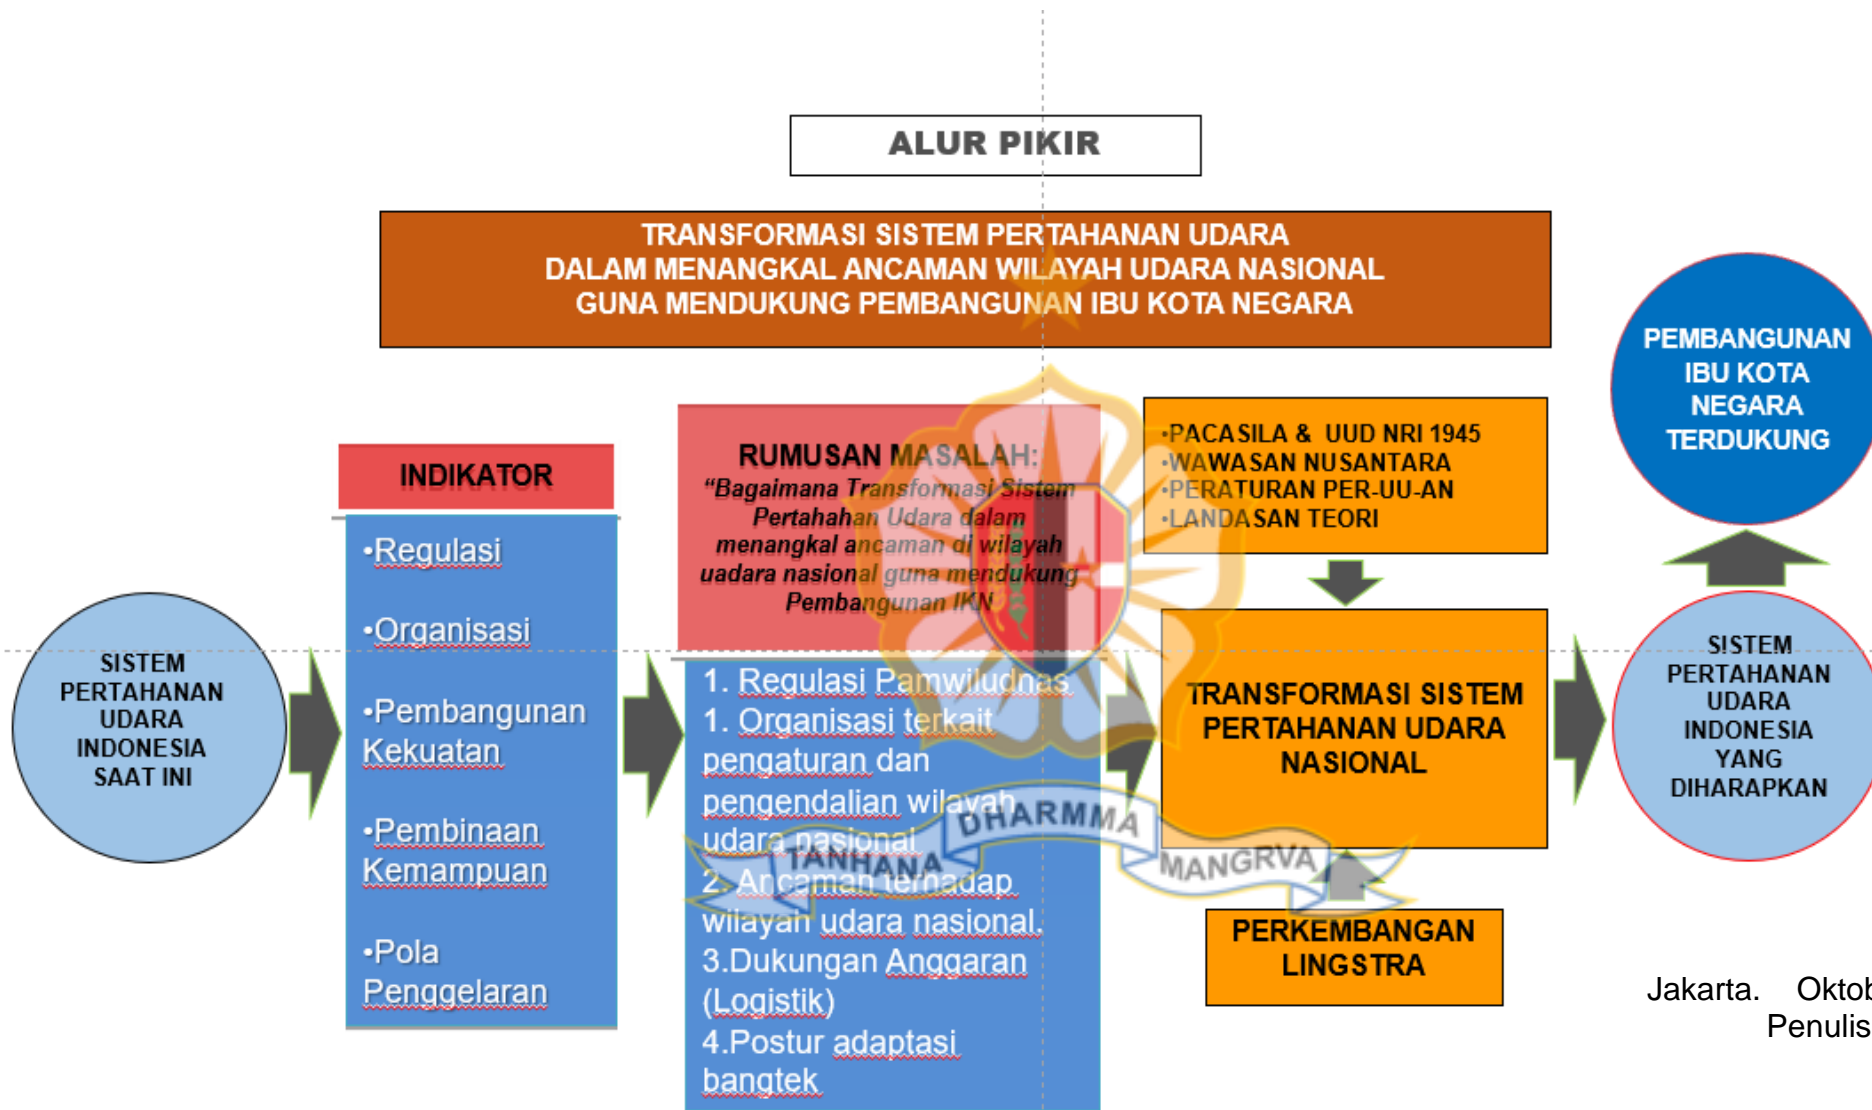 ALUR PIKIR
TRANSFORMASI SISTEM PERTAHANAN UDARA
DALAM MENANGKAL ANCAMAN WILAYAH UDARA NASIONAL
GUNA MENDUKUNG PEMBANGUNAN IBU KOTA NEGARA
SISTEM
PERTAHANAN
UDARA
INDONESIA
SAAT INI
INDIKATOR
•Regulasi
•Organisasi
•Pembangunan
Kekuatan
•Pembinaan
Kemampuan
•Pola
Penggelaran
RUMUSAN MASALAH:
“Bagaimana Transformasi Sistem
Pertahahan Udara dalam
menangkal ancaman di wilayah
uadara nasional guna mendukung
Pembangunan IKN
1. Regulasi Pamwiludnas
1. Organisasi terkait
pengaturan dan
pengendalian wilayah
udara nasional
2. Ancaman terhadap
wilayah udara nasional.
3.Dukungan Anggaran
(Logistik)
4.Postur adaptasi
bangtek
•PACASILA & UUD NRI 1945
•WAWASAN NUSANTARA
•PERATURAN PER-UU-AN
•LANDASAN TEORI
TRANSFORMASI SISTEM
PERTAHANAN UDARA
NASIONAL
PERKEMBANGAN
LINGSTRA
TANHANA DHARMMA MANGRVA
PEMBANGUNAN
IBU KOTA
NEGARA
TERDUKUNG
SISTEM
PERTAHANAN
UDARA
INDONESIA
YANG
DIHARAPKAN
Jakarta. Oktob
Penulis